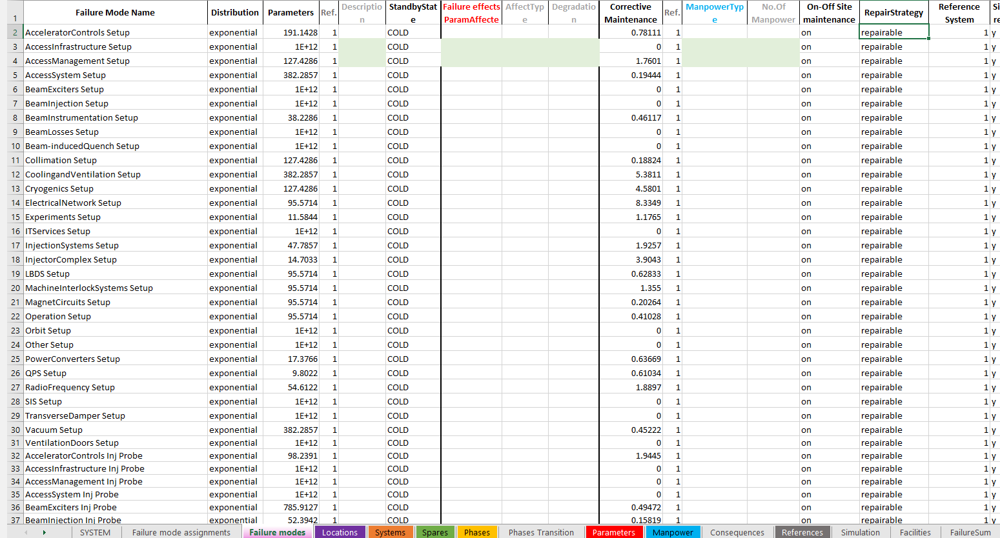 1 Failure Mode Name Distribution Parameters Ref. Descriptio n StandbyStat e Failure effects ParamAffecte AffectTyp e Degradatio n Corrective Maintenance Ref. ManpowerTyp e No.Of Manpower On-Off Site maintenance RepairStrategy Reference System Si re
2 AcceleratorControls Setup exponential 191.1428 1 COLD 0.78111 1 on repairable 1 y
3 AccessInfrastructure Setup exponential 1E+12 1 COLD 0 1 on repairable 1 y
4 AccessManagement Setup exponential 127.4286 1 COLD 1.7601 1 on repairable 1 y
5 AccessSystem Setup exponential 382.2857 1 COLD 0.19444 1 on repairable 1 y
6 BeamExciters Setup exponential 1E+12 1 COLD 0 1 on repairable 1 y
7 BeamInjection Setup exponential 1E+12 1 COLD 0 1 on repairable 1 y
8 BeamInstrumentation Setup exponential 38.2286 1 COLD 0.46117 1 on repairable 1 y
9 BeamLosses Setup exponential 1E+12 1 COLD 0 1 on repairable 1 y
10 Beam-inducedQuench Setup exponential 1E+12 1 COLD 0 1 on repairable 1 y
11 Collimation Setup exponential 127.4286 1 COLD 0.18824 1 on repairable 1 y
12 CoolingandVentilation Setup exponential 382.2857 1 COLD 5.3811 1 on repairable 1 y
13 Cryogenics Setup exponential 127.4286 1 COLD 4.5801 1 on repairable 1 y
14 ElectricalNetwork Setup exponential 95.5714 1 COLD 8.3349 1 on repairable 1 y
15 Experiments Setup exponential 11.5844 1 COLD 1.1765 1 on repairable 1 y
16 ITServices Setup exponential 1E+12 1 COLD 0 1 on repairable 1 y
17 InjectionSystems Setup exponential 47.7857 1 COLD 1.9257 1 on repairable 1 y
18 InjectorComplex Setup exponential 14.7033 1 COLD 3.9043 1 on repairable 1 y
19 LBDS Setup exponential 95.5714 1 COLD 0.62833 1 on repairable 1 y
20 MachineInterlockSystems Setup exponential 95.5714 1 COLD 1.355 1 on repairable 1 y
21 MagnetCircuits Setup exponential 95.5714 1 COLD 0.20264 1 on repairable 1 y
22 Operation Setup exponential 95.5714 1 COLD 0.41028 1 on repairable 1 y
23 Orbit Setup exponential 1E+12 1 COLD 0 1 on repairable 1 y
24 Other Setup exponential 1E+12 1 COLD 0 1 on repairable 1 y
25 PowerConverters Setup exponential 17.3766 1 COLD 0.63669 1 on repairable 1 y
26 QPS Setup exponential 9.8022 1 COLD 0.61034 1 on repairable 1 y
27 RadioFrequency Setup exponential 54.6122 1 COLD 1.8897 1 on repairable 1 y
28 SIS Setup exponential 1E+12 1 COLD 0 1 on repairable 1 y
29 TransverseDamper Setup exponential 1E+12 1 COLD 0 1 on repairable 1 y
30 Vacuum Setup exponential 382.2857 1 COLD 0.45222 1 on repairable 1 y
31 VentilationDoors Setup exponential 1E+12 1 COLD 0 1 on repairable 1 y
32 AcceleratorControls Inj Probe exponential 98.2391 1 COLD 1.9445 1 on repairable 1 y
33 AccessInfrastructure Inj Probe exponential 1E+12 1 COLD 0 1 on repairable 1 y
34 AccessManagement Inj Probe exponential 1E+12 1 COLD 0 1 on repairable 1 y
35 AccessSystem Inj Probe exponential 1E+12 1 COLD 0 1 on repairable 1 y
36 BeamExciters Inj Probe exponential 785.9127 1 COLD 0.49472 1 on repairable 1 y
37 BeamInjection Inj Probe exponential 52.3942 1 COLD 0.15819 1 on repairable 1 y
SYSTEM Failure mode assignments Failure modes Locations Systems Spares Phases Phases Transition Parameters Manpower Consequences References Simulation Facilities FailureSum